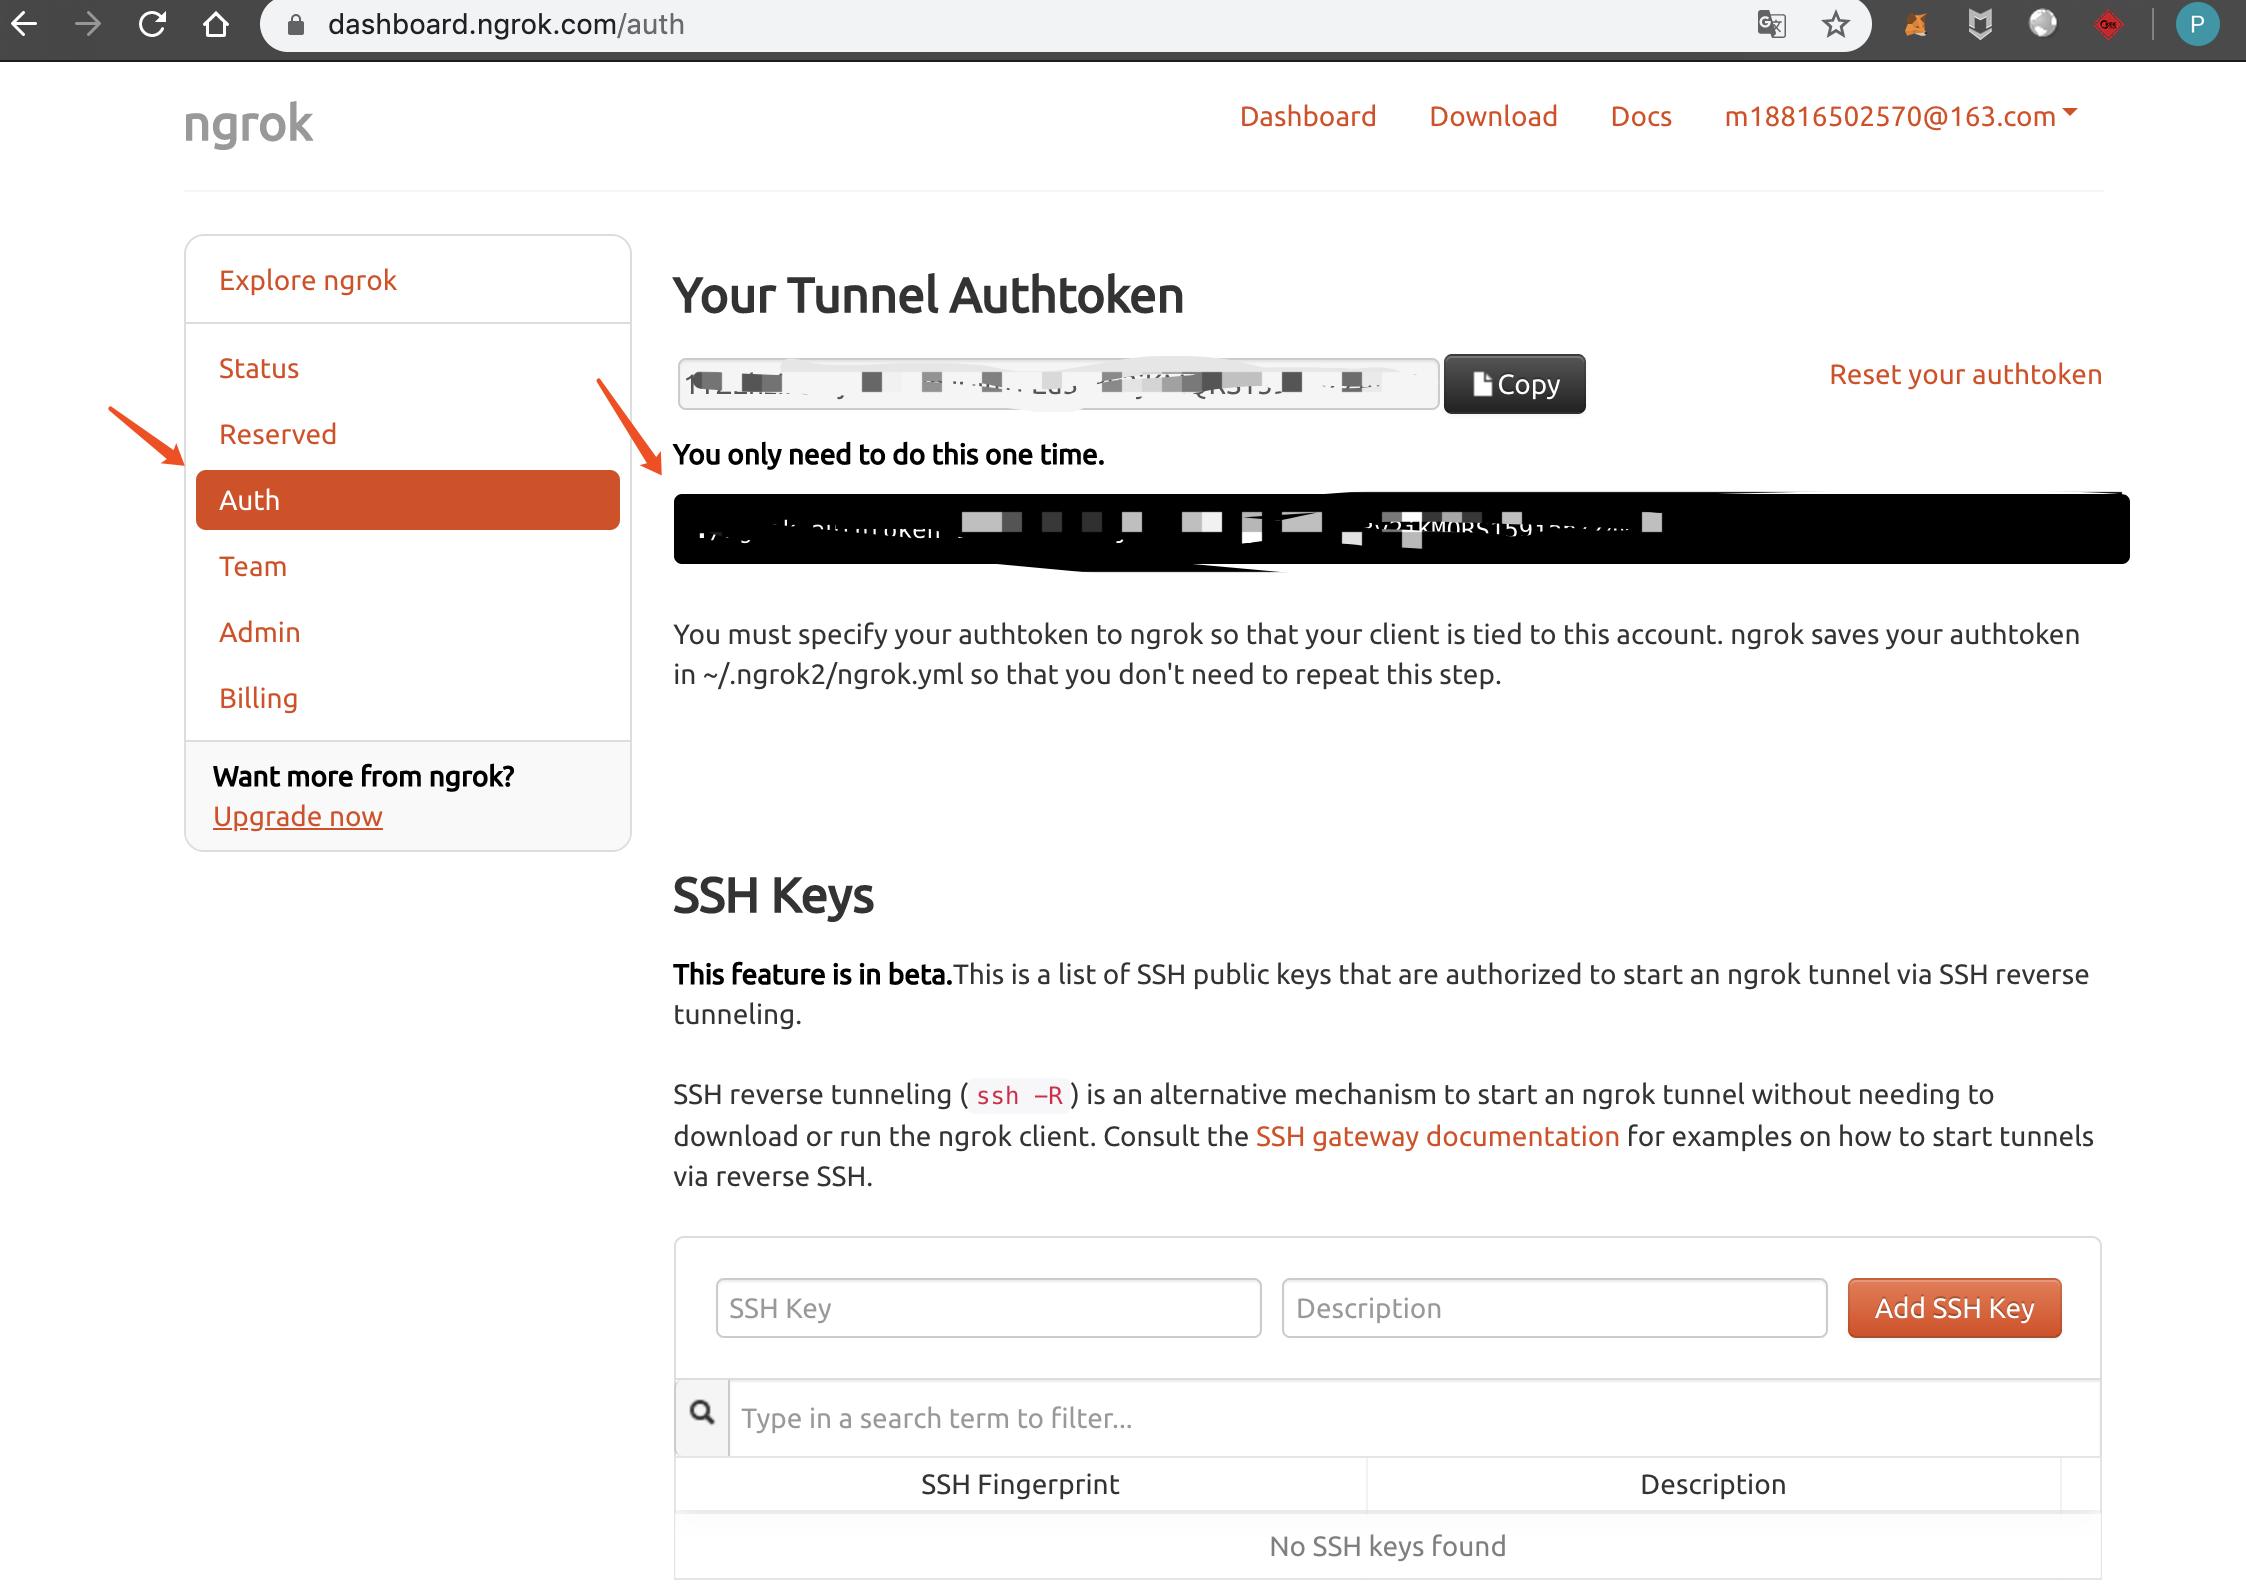 dashboard.ngrok.com/auth
P
ngrok
Dashboard Download Docs m18816502570@163.com
Explore ngrok
Status
Reserved
Auth
Team
Admin
Billing
Want more from ngrok?
Upgrade now
Your Tunnel Authtoken
Copy
Reset your authtoken
You only need to do this one time.
You must specify your authtoken to ngrok so that your client is tied to this account. ngrok saves your authtoken
in ~/.ngrok2/ngrok.yml so that you don't need to repeat this step.
SSH Keys
This feature is in beta.This is a list of SSH public keys that are authorized to start an ngrok tunnel via SSH reverse
tunneling.
SSH reverse tunneling (ssh -R) is an alternative mechanism to start an ngrok tunnel without needing to
download or run the ngrok client. Consult the SSH gateway documentation for examples on how to start tunnels
via reverse SSH.
SSH Key Description Add SSH Key
Type in a search term to filter...
SSH Fingerprint Description
No SSH keys found